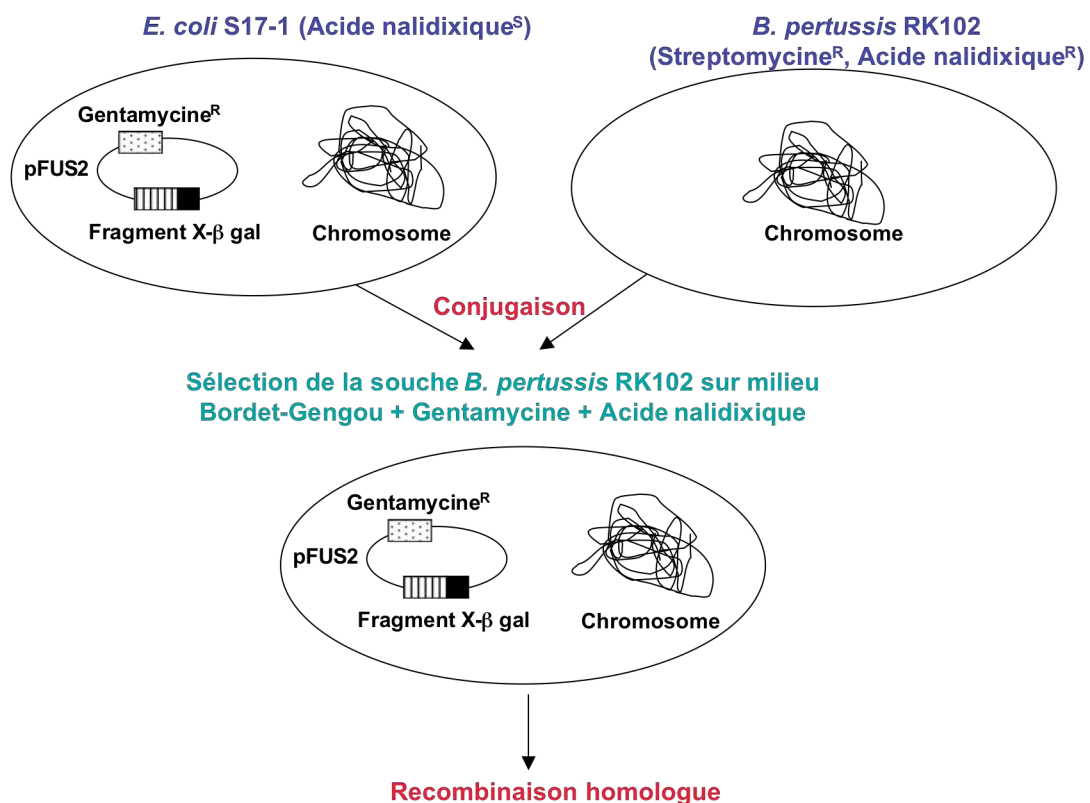 E. coli S17-1 (Acide nalidixiqueˢ)
B. pertussis RK102
(Streptomycineᴿ, Acide nalidixiqueᴿ)
Gentamycineᴿ
pFUS2
Fragment X-β gal
Chromosome
Chromosome
Conjugaison
Sélection de la souche B. pertussis RK102 sur milieu
Bordet-Gengou + Gentamycine + Acide nalidixique
Gentamycineᴿ
pFUS2
Fragment X-β gal
Chromosome
Recombinaison homologue